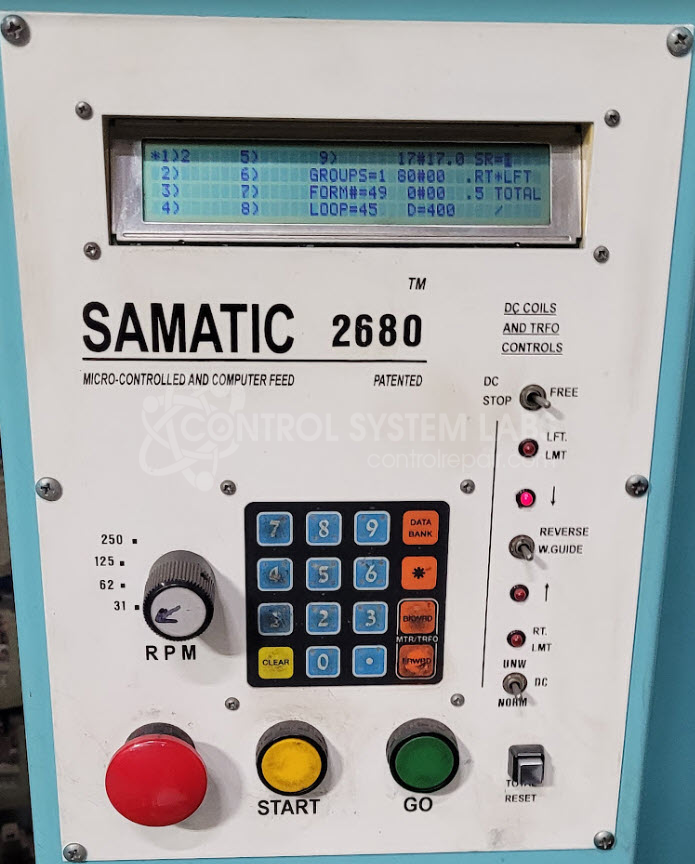 *1)2 5) 9) 17#17.0 SR=
2) 6) GROUPS=1 80#00 .RT*LFT
3) 7) FORM#=49 0#00 .5 TOTAL
4) 8) LOOP=45 D=400 /
TM
SAMATIC 2680
MICRO-CONTROLLED AND COMPUTER FEED PATENTED
DC COILS
AND TRFO
CONTROLS
DC
STOP
FREE
LFT.
LMT
↓
REVERSE
W.GUIDE
↑
RT.
LMT
UNW
DC
NORM
CONTROL SYSTEM LABS
controlrepair.com
250
125
62
31
RPM
7 8 9 DATA BANK
4 5 6 *
1 2 3 BKWRD
MTR/TRFO
CLEAR 0 . FRWRD
START
GO
TOTAL
RESET